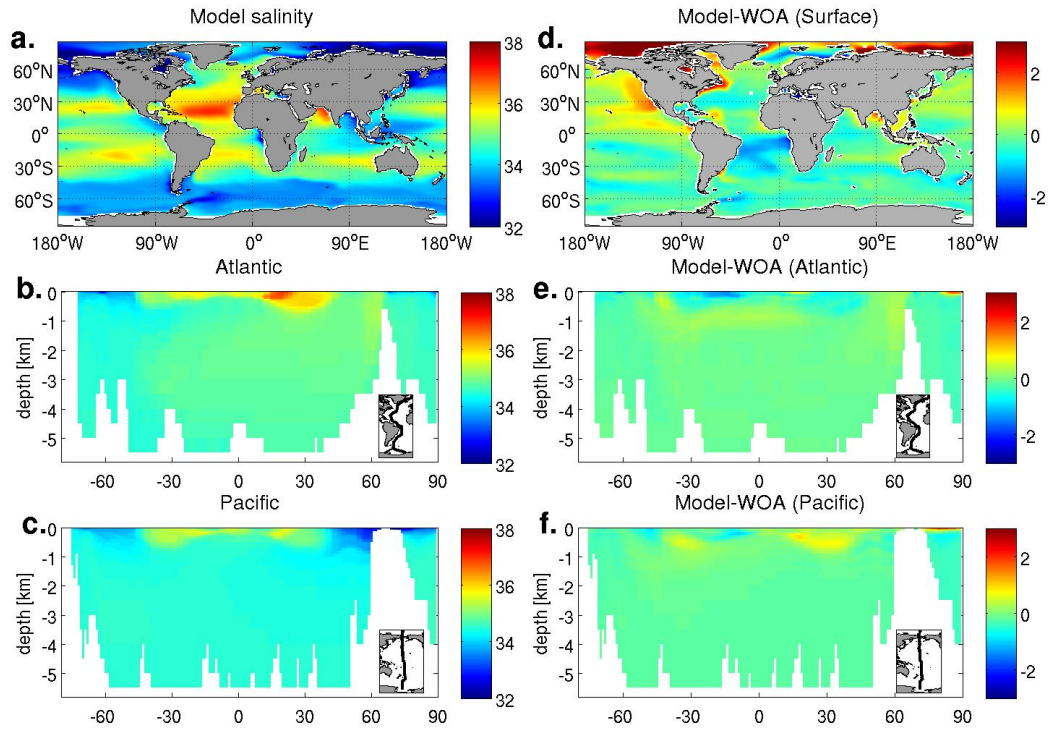 Model salinity
a.
60°N
30°N
0°
30°S
60°S
180°W 90°W 0° 90°E 180°W
38
36
34
32
Model-WOA (Surface)
d.
60°N
30°N
0°
30°S
60°S
180°W 90°W 0° 90°E 180°W
2
0
-2
Atlantic
b.
depth [km]
0
-1
-2
-3
-4
-5
-60 -30 0 30 60 90
38
36
34
32
Model-WOA (Atlantic)
e.
depth [km]
0
-1
-2
-3
-4
-5
-60 -30 0 30 60 90
2
0
-2
Pacific
c.
depth [km]
0
-1
-2
-3
-4
-5
-60 -30 0 30 60 90
38
36
34
32
Model-WOA (Pacific)
f.
depth [km]
0
-1
-2
-3
-4
-5
-60 -30 0 30 60 90
2
0
-2